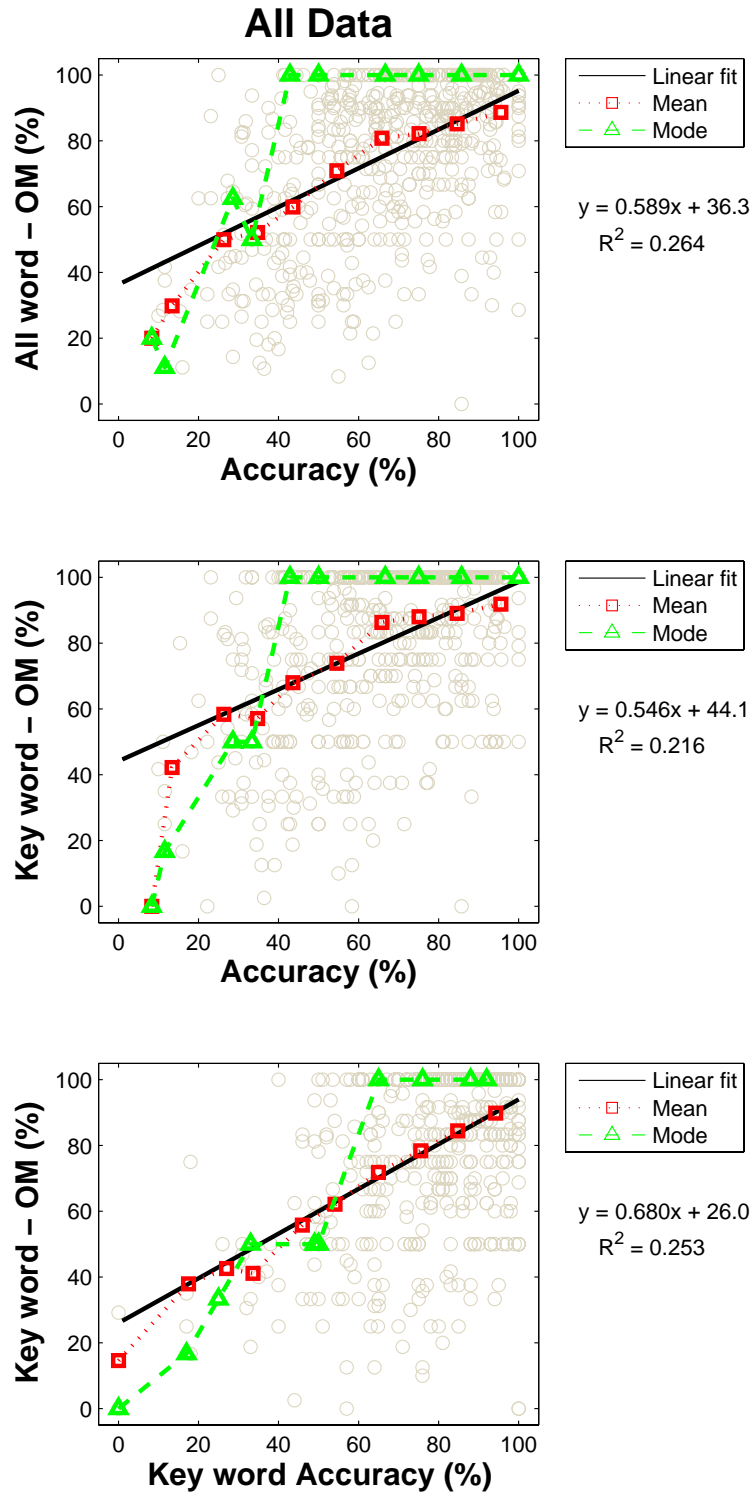 All Data
All word – OM (%)
100
80
60
40
20
0
0 20 40 60 80 100
Accuracy (%)
Linear fit
Mean
Mode
y = 0.589x + 36.3
R² = 0.264
Key word – OM (%)
100
80
60
40
20
0
0 20 40 60 80 100
Accuracy (%)
Linear fit
Mean
Mode
y = 0.546x + 44.1
R² = 0.216
Key word – OM (%)
100
80
60
40
20
0
0 20 40 60 80 100
Key word Accuracy (%)
Linear fit
Mean
Mode
y = 0.680x + 26.0
R² = 0.253